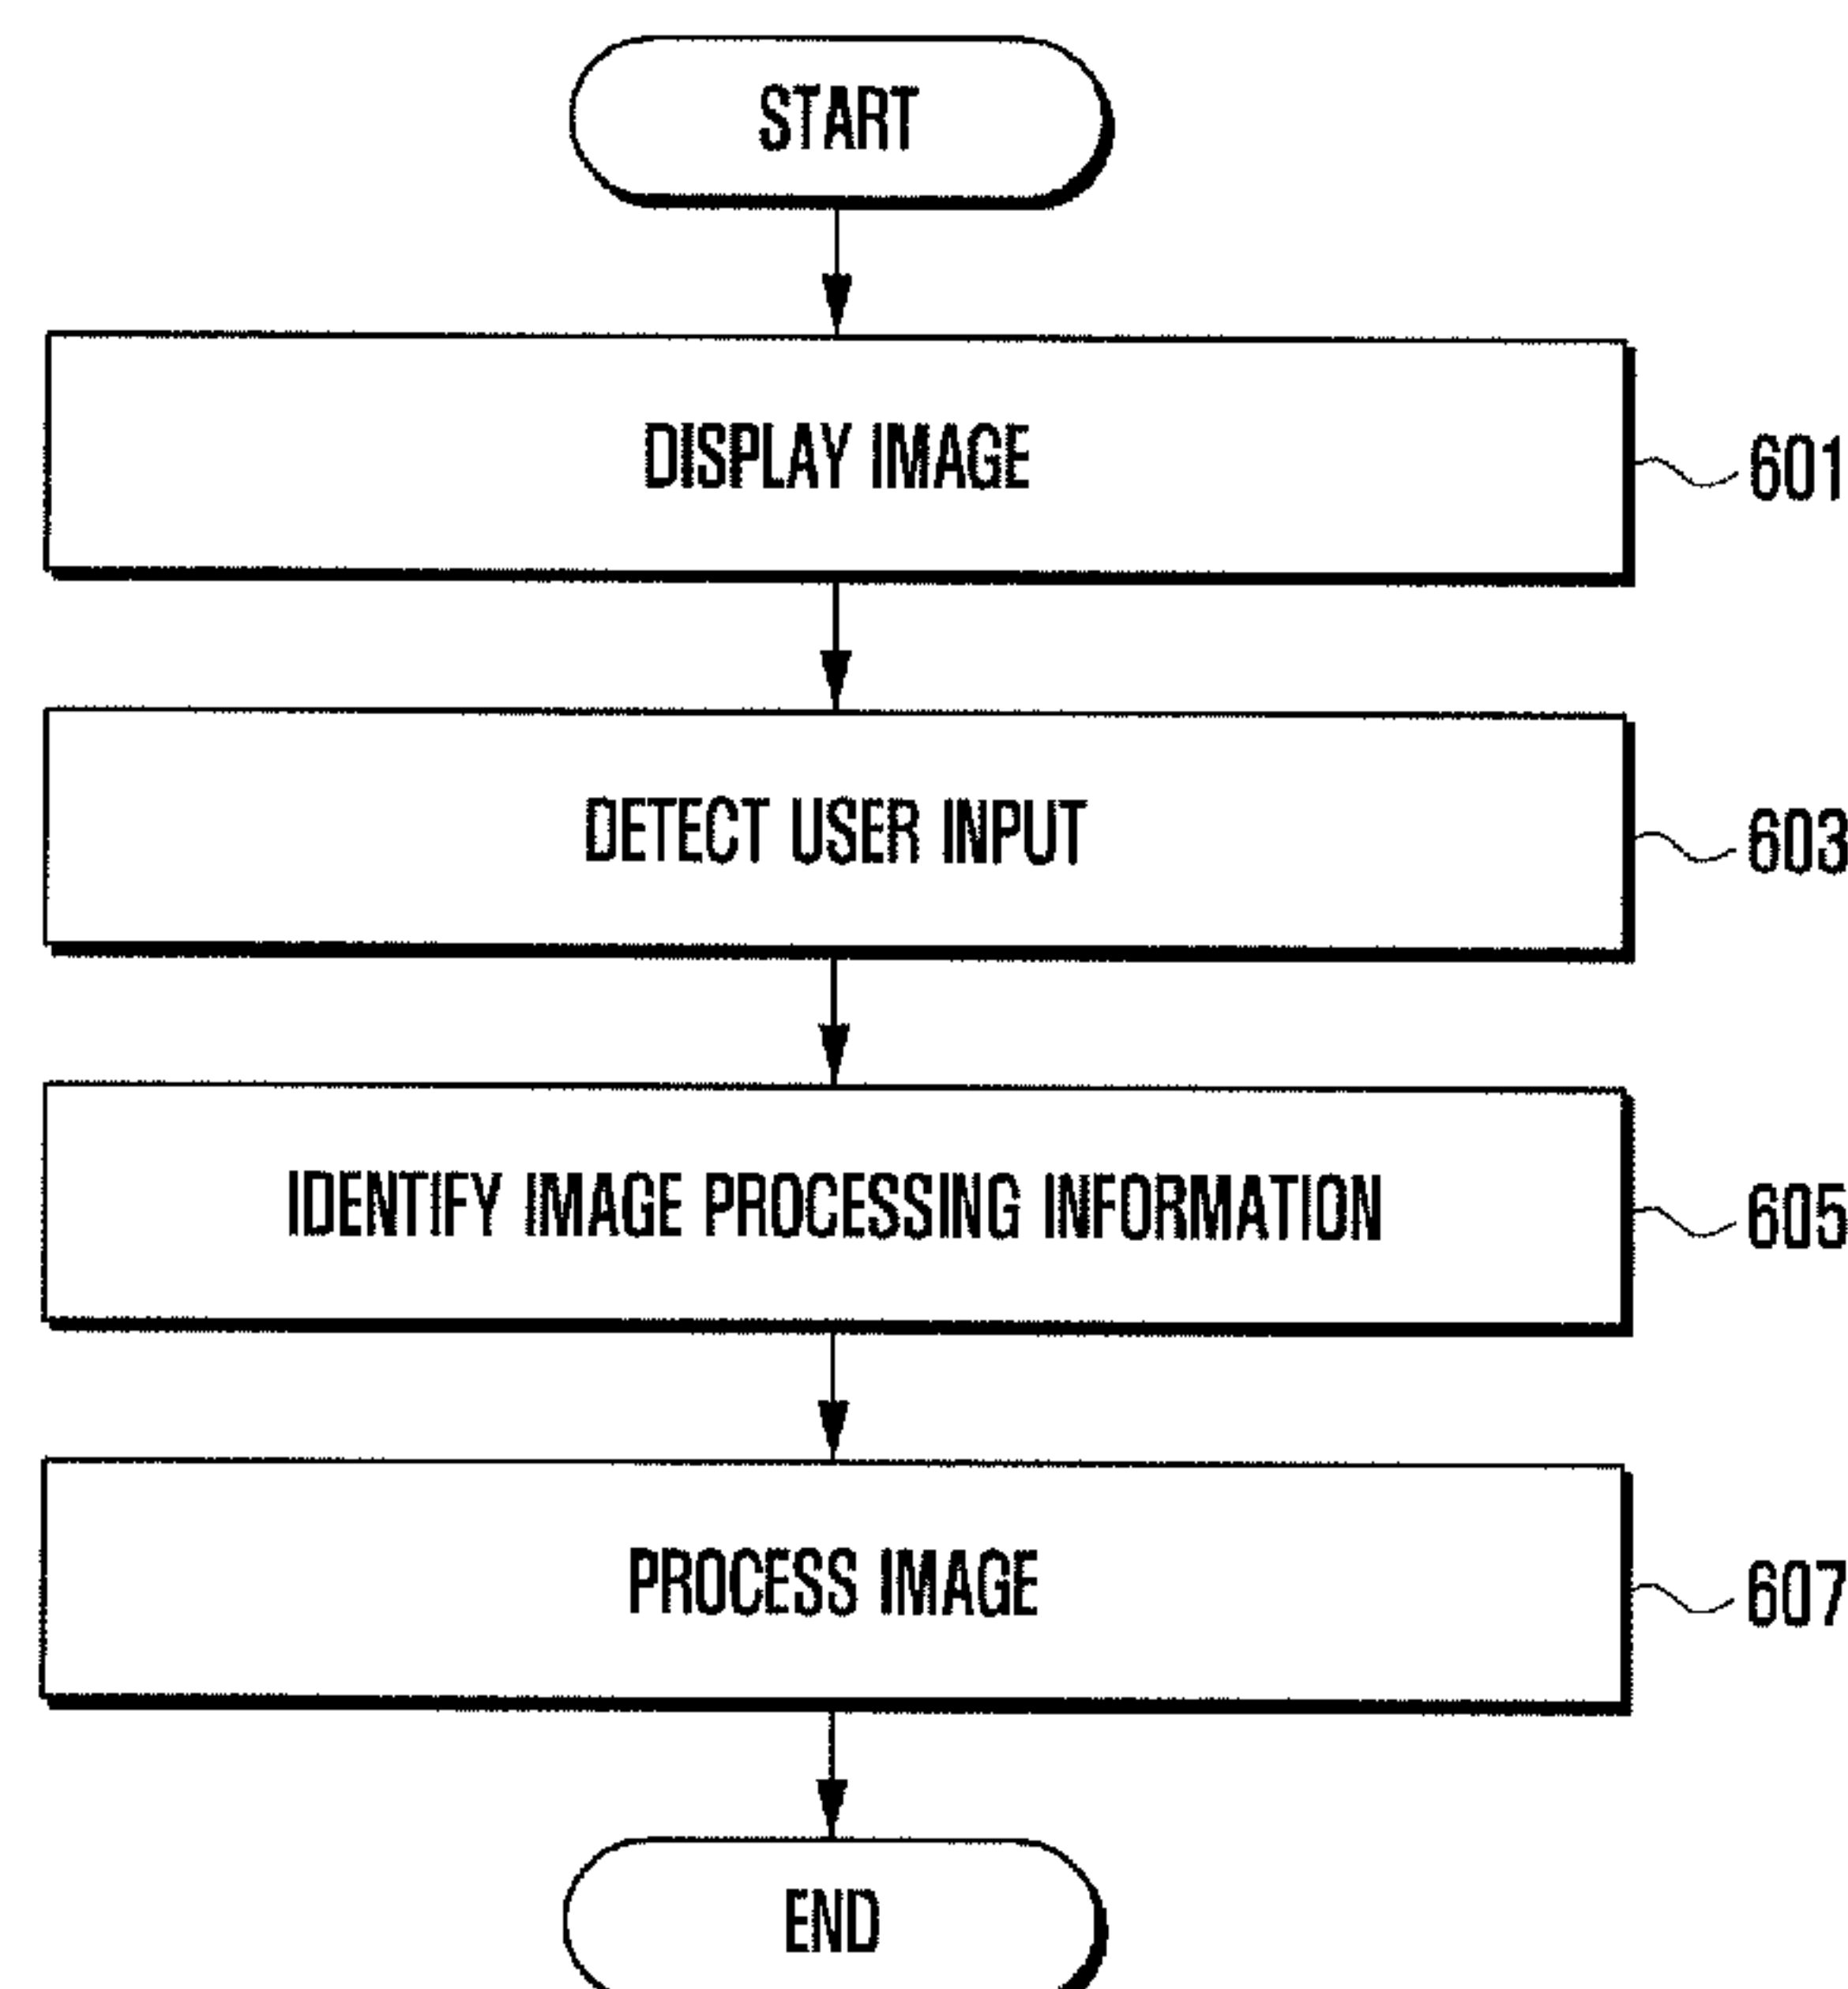 START
DISPLAY IMAGE
601
DETECT USER INPUT
603
IDENTIFY IMAGE PROCESSING INFORMATION
605
PROCESS IMAGE
607
END